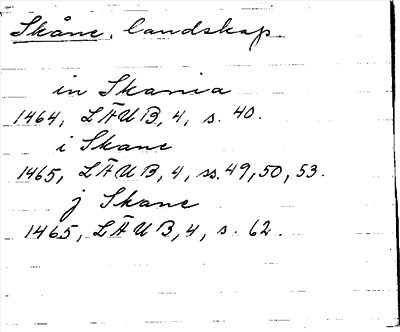 Skåne, landskap
in Skania
1464, LÄUB, 4, s. 40.
i Skane
1465, LÄUB, 4, ss. 49, 50, 53.
j Skane
1465, LÄUB, 4, s. 62.